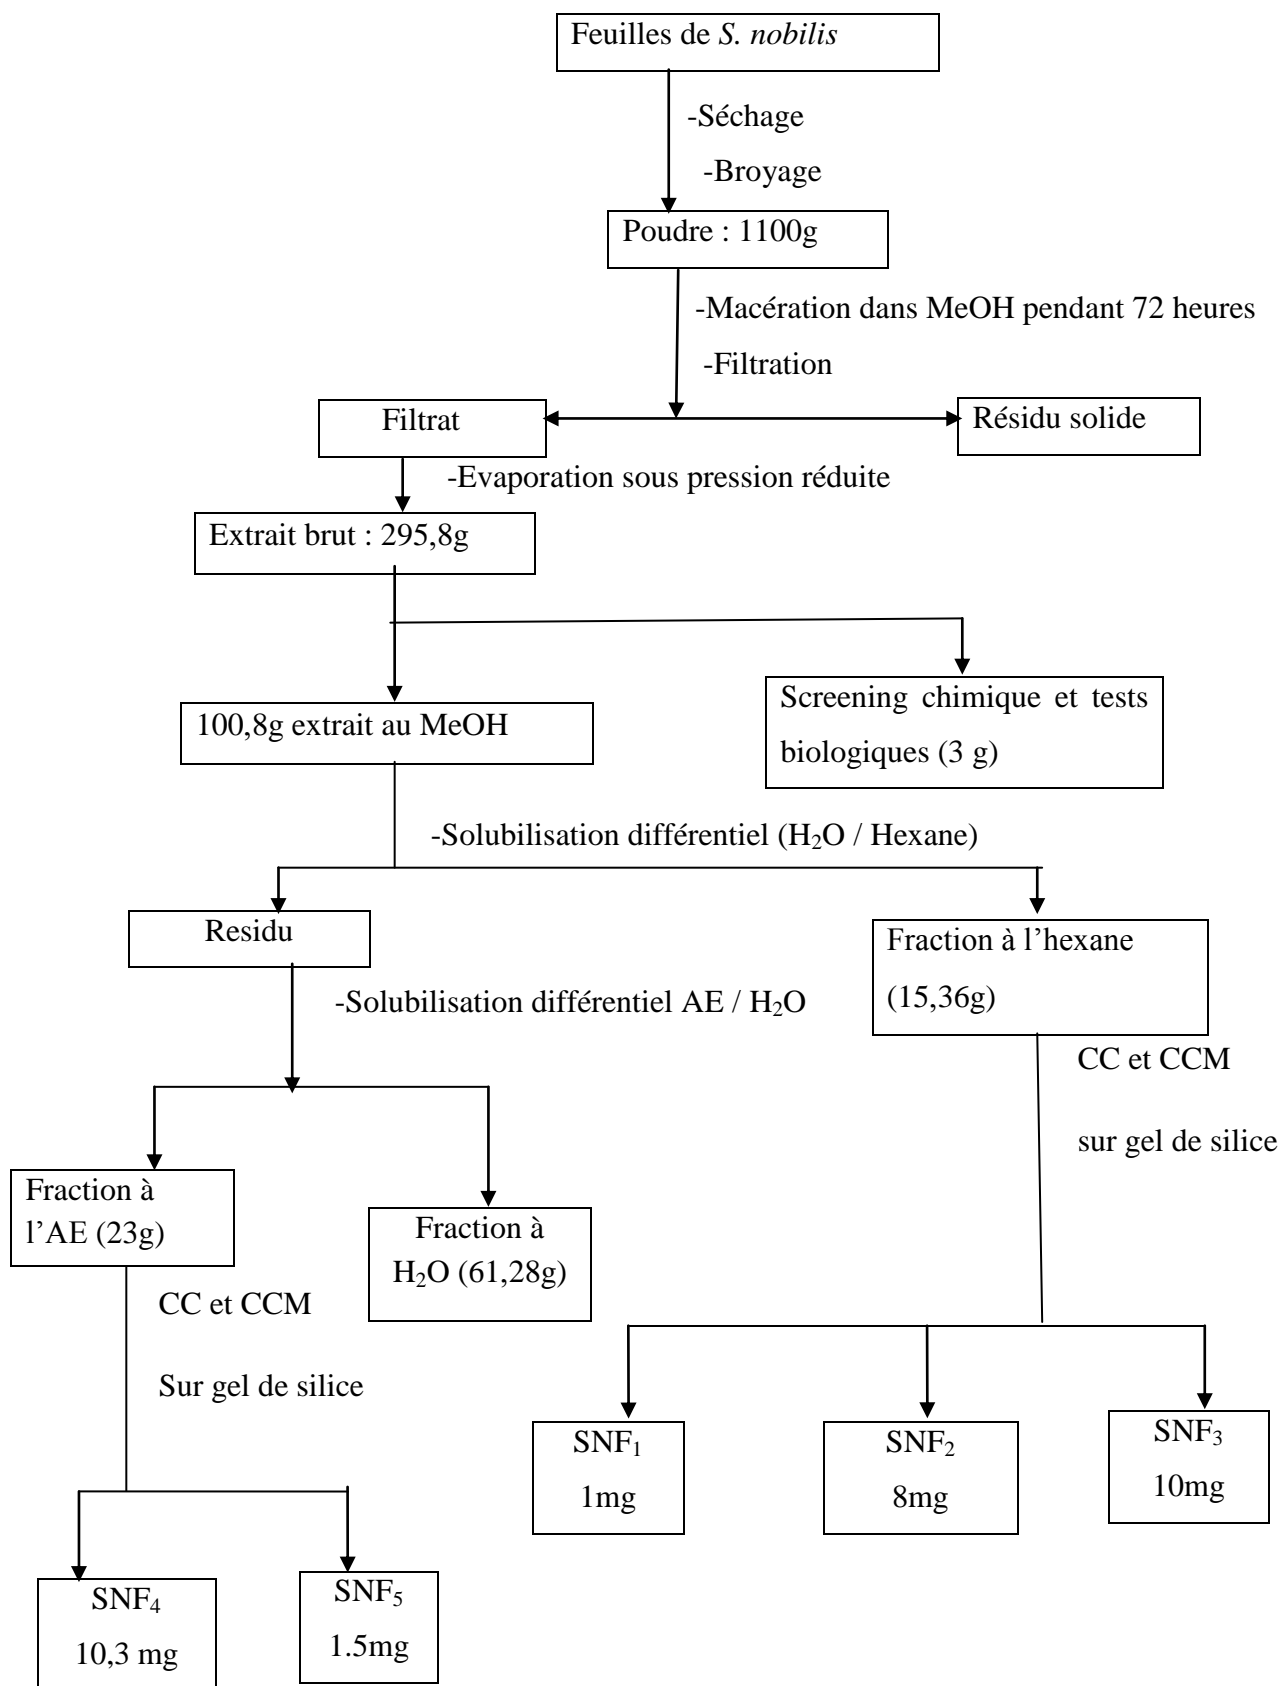 Feuilles de S. nobilis
-Séchage
-Broyage
Poudre : 1100g
-Macération dans MeOH pendant 72 heures
-Filtration
Filtrat
Résidu solide
-Evaporation sous pression réduite
Extrait brut : 295,8g
100,8g extrait au MeOH
Screening chimique et tests
biologiques (3 g)
-Solubilisation différentiel (H₂O / Hexane)
Residu
Fraction à l’hexane
(15,36g)
-Solubilisation différentiel AE / H₂O
CC et CCM
sur gel de silice
Fraction à
l’AE (23g)
Fraction à
H₂O (61,28g)
CC et CCM
Sur gel de silice
SNF₁
1mg
SNF₂
8mg
SNF₃
10mg
SNF₄
10,3 mg
SNF₅
1.5mg